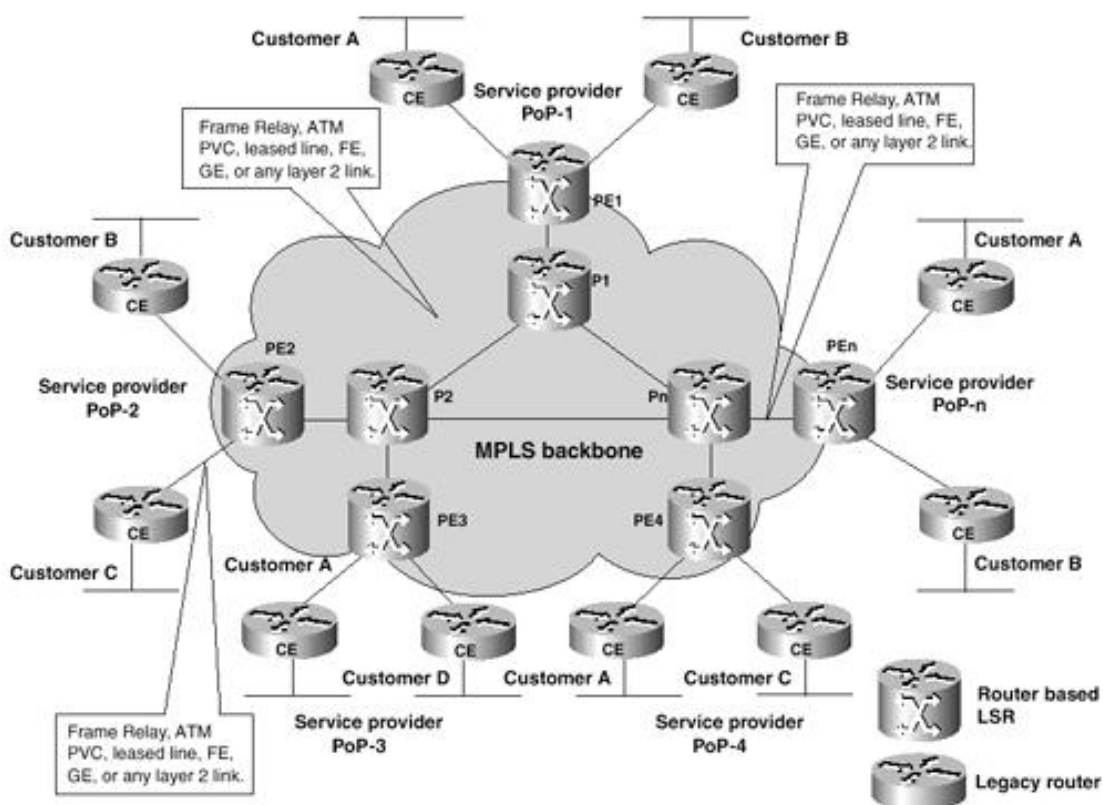 Customer A
Customer B
CE
CE
Service provider
PoP-1
Frame Relay, ATM
PVC, leased line, FE,
GE, or any layer 2 link.
Frame Relay, ATM
PVC, leased line, FE,
GE, or any layer 2 link.
PE1
Customer B
Customer A
CE
P1
CE
PE2
PEn
Service provider
PoP-2
P2
Pn
Service provider
PoP-n
MPLS backbone
CE
PE3
PE4
CE
Customer C
Customer A
Customer B
CE
CE
CE
CE
Customer D
Customer A
Customer C
Service provider
PoP-3
Service provider
PoP-4
Router based
LSR
Frame Relay, ATM
PVC, leased line, FE,
GE, or any layer 2 link.
Legacy router